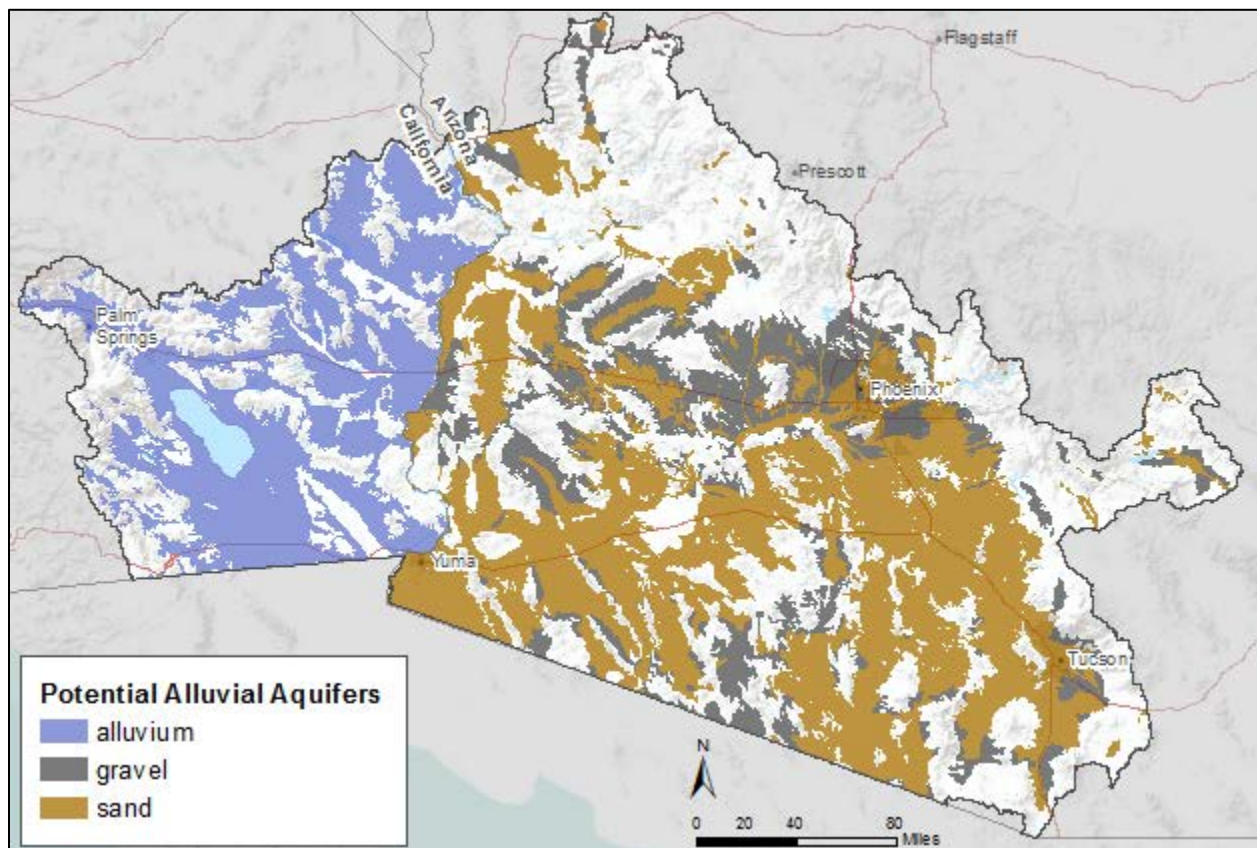 Flagstaff
Arizona
California
Prescott
Palm
Springs
Phoenix
Yuma
Tucson
Potential Alluvial Aquifers
alluvium
gravel
sand
N
0 20 40 80
Miles